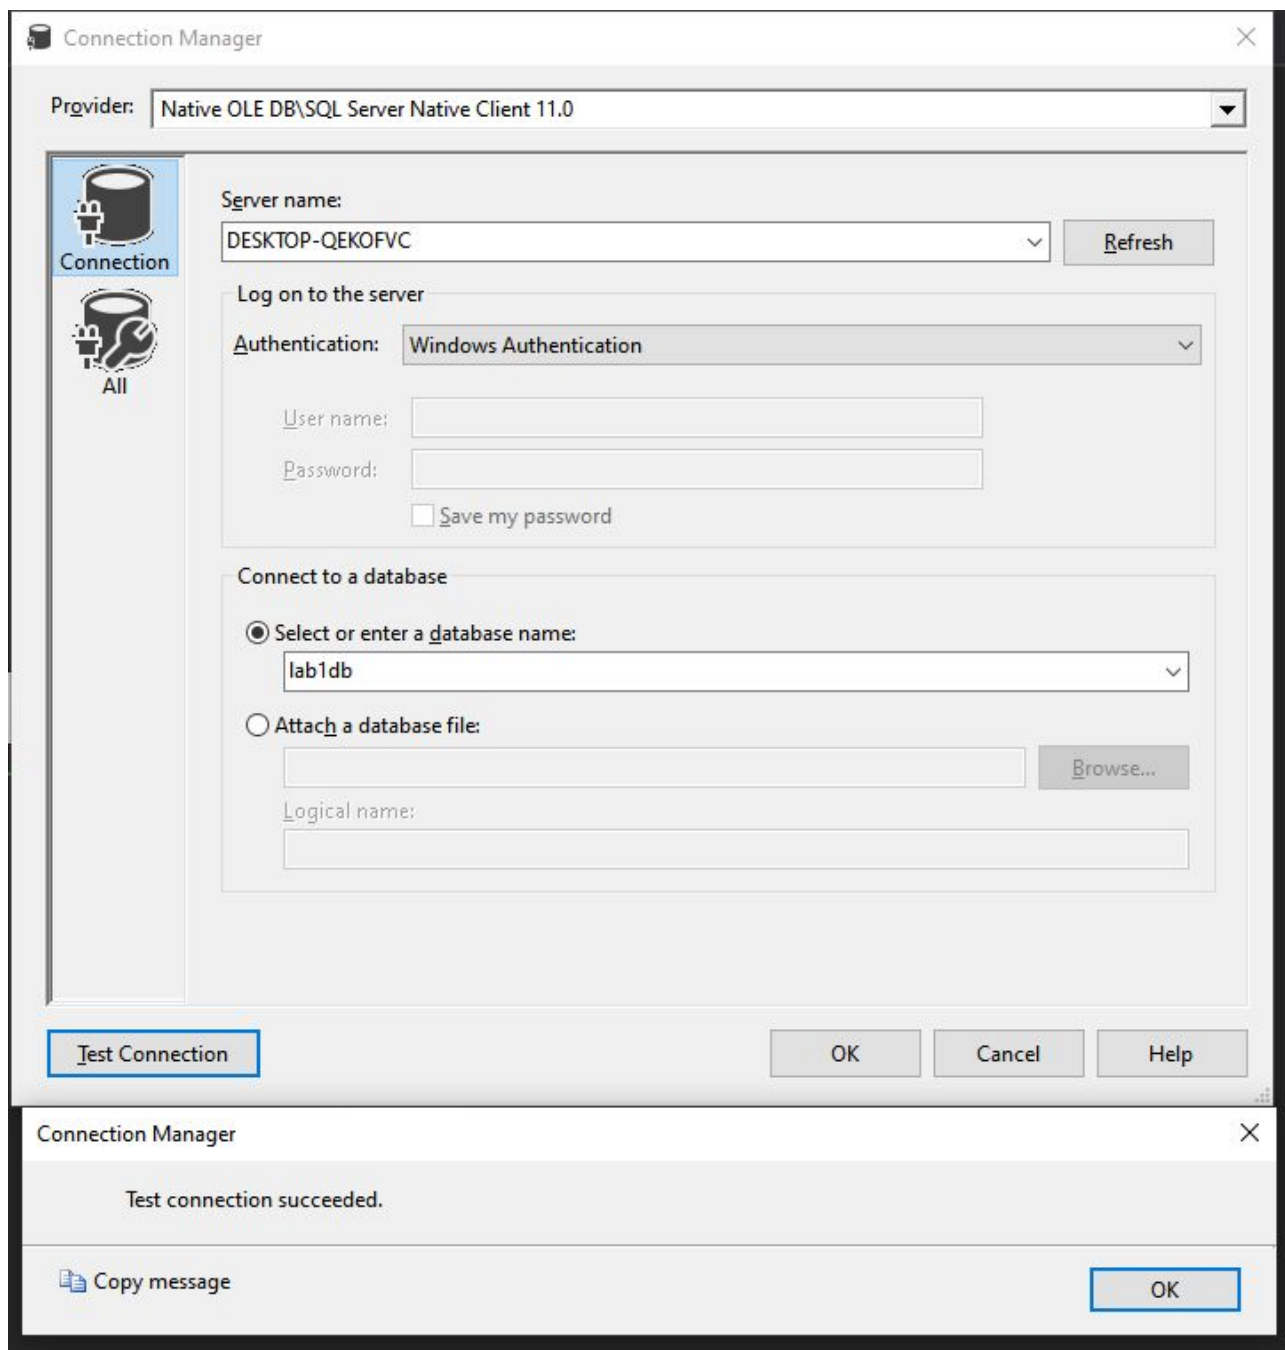 Connection Manager
Provider: Native OLE DB\SQL Server Native Client 11.0
Connection
All
Server name:
DESKTOP-QEKOFVC
Refresh
Log on to the server
Authentication: Windows Authentication
User name:
Password:
Save my password
Connect to a database
Select or enter a database name:
lab1db
Attach a database file:
Browse...
Logical name:
Test Connection OK Cancel Help
Connection Manager
Test connection succeeded.
Copy message
OK